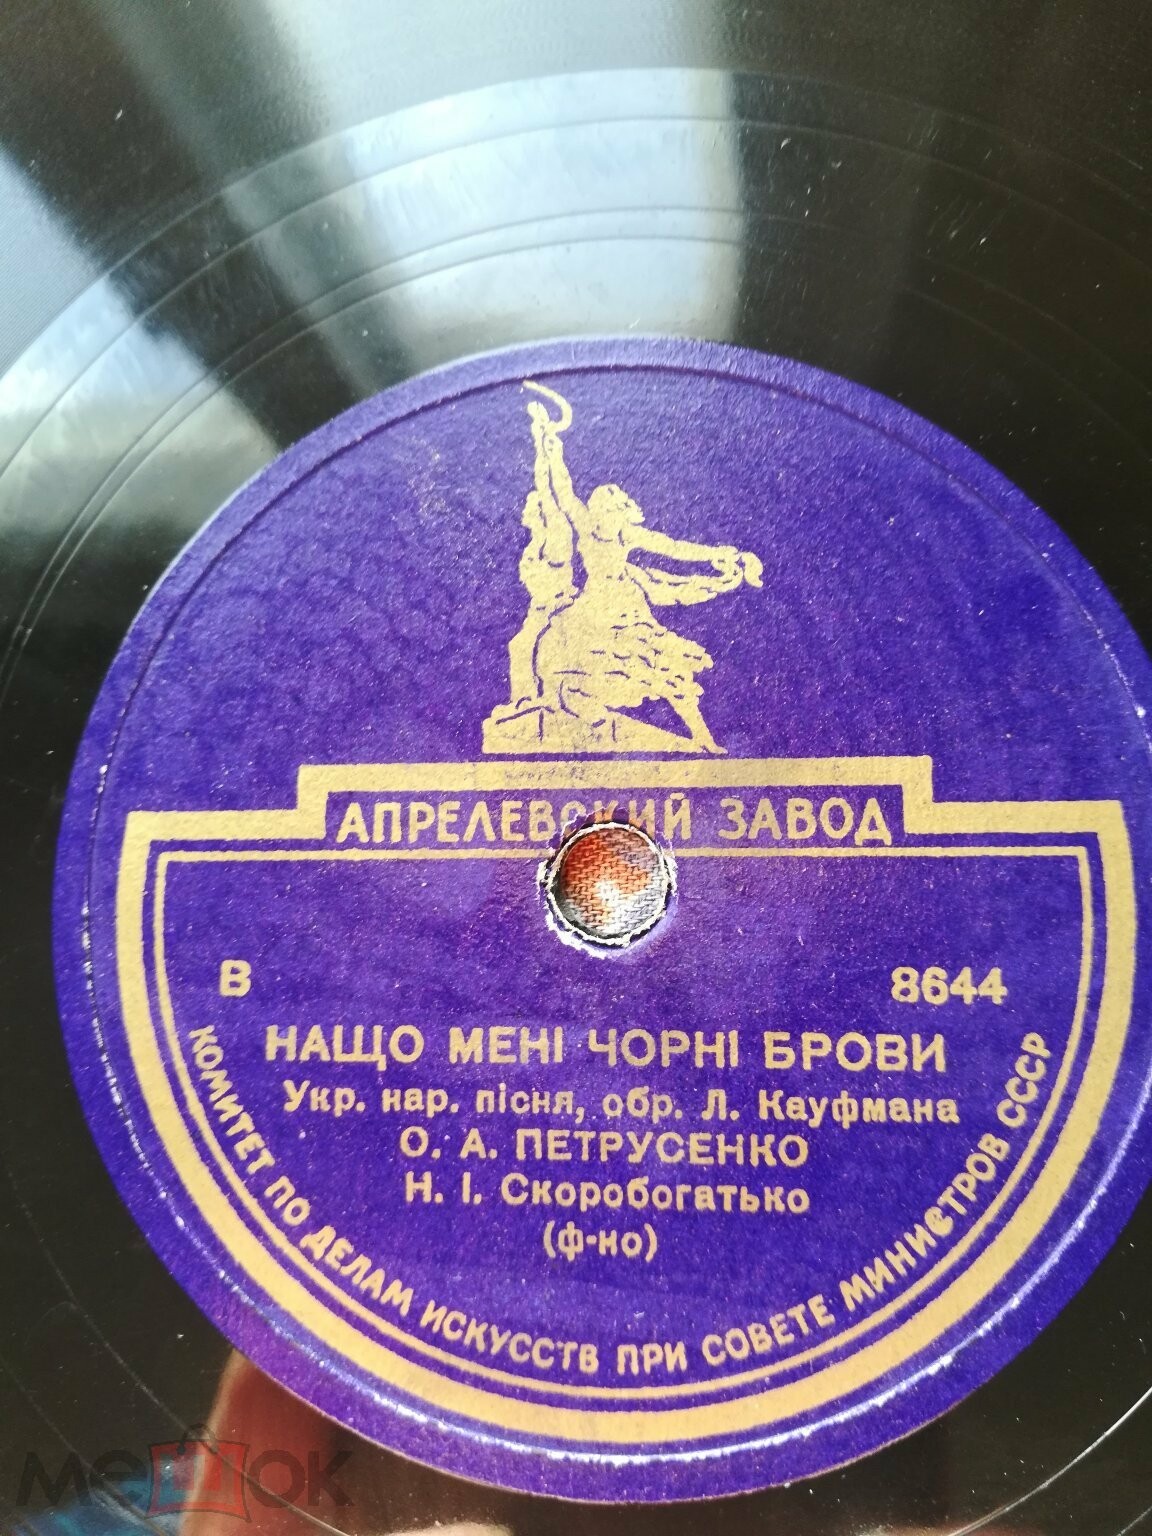 АПРЕЛЕВСКИЙ ЗАВОД
В 8644
НАЩО МЕНІ ЧОРНІ БРОВИ
Укр. нар. пісня, обр. Л. Кауфмана
О. А. ПЕТРУСЕНКО
Н. І. Скоробогатько
(ф-но)
КОМИТЕТ ПО ДЕЛАМ ИСКУССТВ ПРИ СОВЕТЕ МИНИСТРОВ СССР
мешок